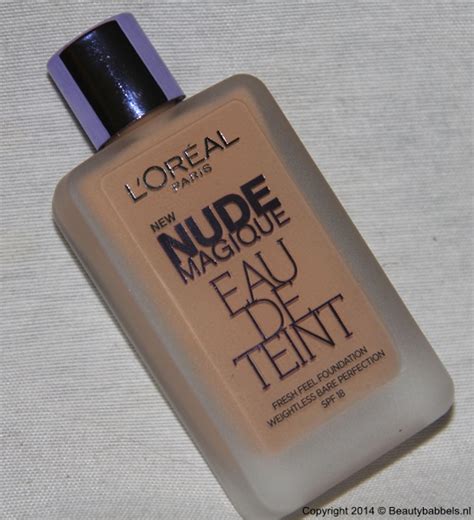 L'ORÉAL
PARIS
NEW
NUDE
MAGIQUE
EAU
DE
TEINT
FRESH FEEL FOUNDATION
WEIGHTLESS BARE PERFECTION
SPF 18
Copyright 2014 © Beautybabbels.nl